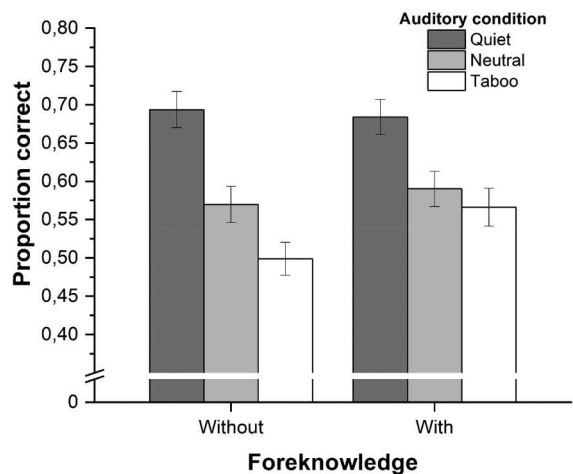 Auditory condition
Quiet
Neutral
Taboo
Proportion correct
0,80
0,75
0,70
0,65
0,60
0,55
0,50
0,45
0,40
0
Without
With
Foreknowledge